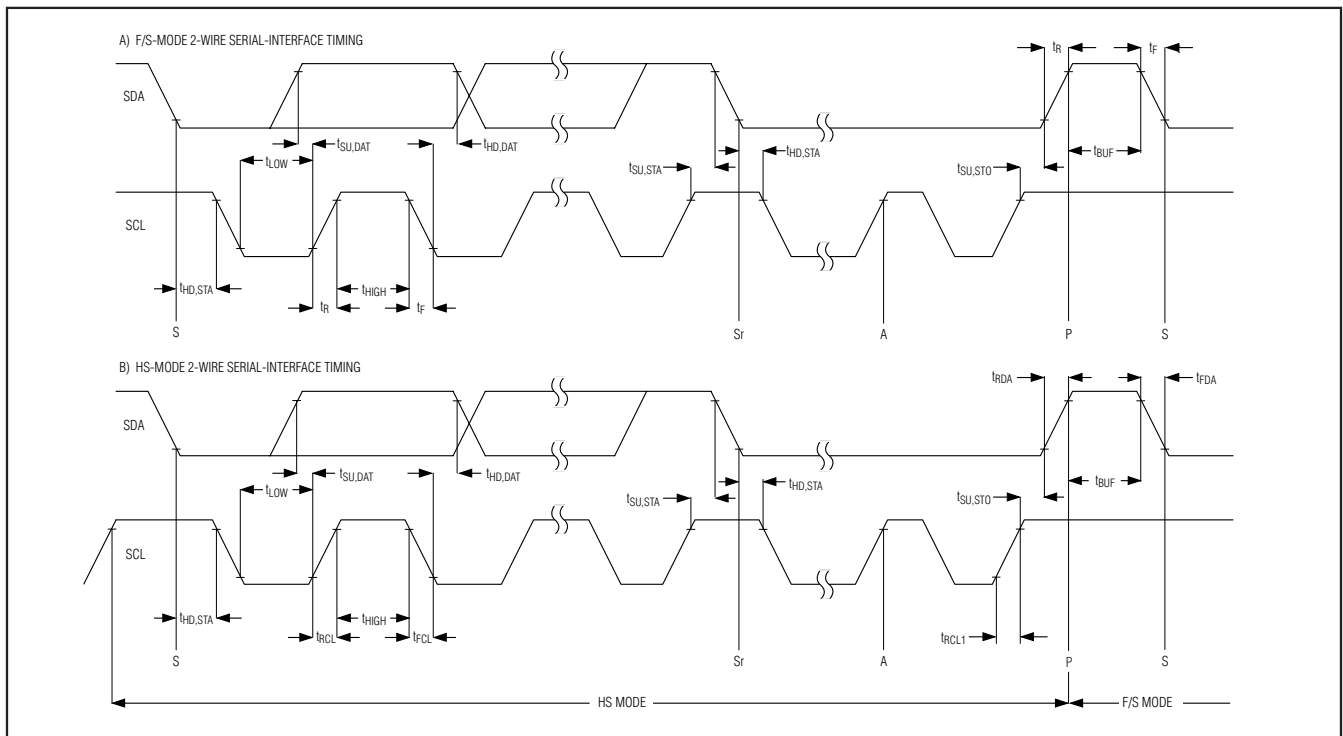 A) F/S-MODE 2-WIRE SERIAL-INTERFACE TIMING
tR
tF
SDA
tSU,DAT
tHD,DAT
tLOW
tSU,STA
tHD,STA
tSU,STO
tBUF
SCL
tHD,STA
tR
tHIGH
tF
S
Sr
A
P
S
B) HS-MODE 2-WIRE SERIAL-INTERFACE TIMING
tRDA
tFDA
SDA
tSU,DAT
tHD,DAT
tLOW
tSU,STA
tHD,STA
tSU,STO
tBUF
SCL
tHD,STA
tRCL
tHIGH
tFCL
tRCL1
S
Sr
A
P
S
HS MODE
F/S MODE